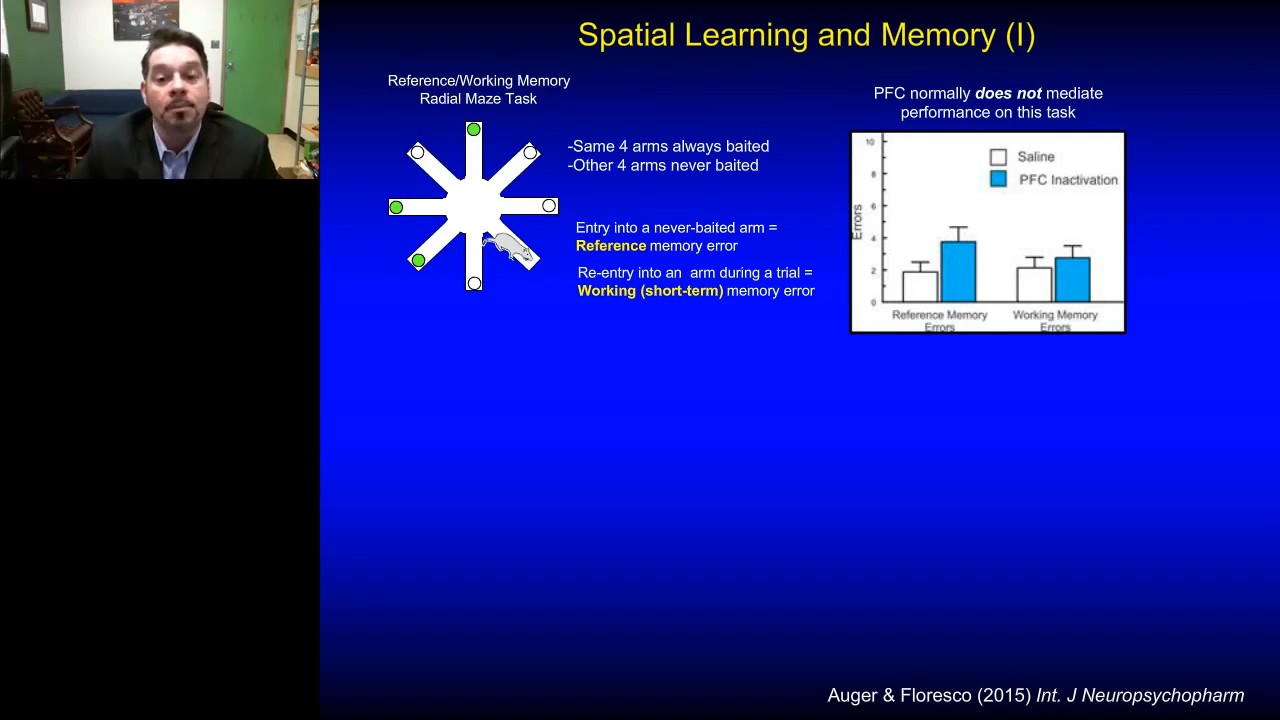 Spatial Learning and Memory (I)
Reference/Working Memory
Radial Maze Task
-Same 4 arms always baited
-Other 4 arms never baited
Entry into a never-baited arm =
Reference memory error
Re-entry into an  arm during a trial =
Working (short-term) memory error
PFC normally does not mediate
performance on this task
Saline
PFC Inactivation
Errors
10
8
6
4
2
0
Reference Memory
Errors
Working Memory
Errors
Auger & Floresco (2015) Int. J Neuropsychopharm